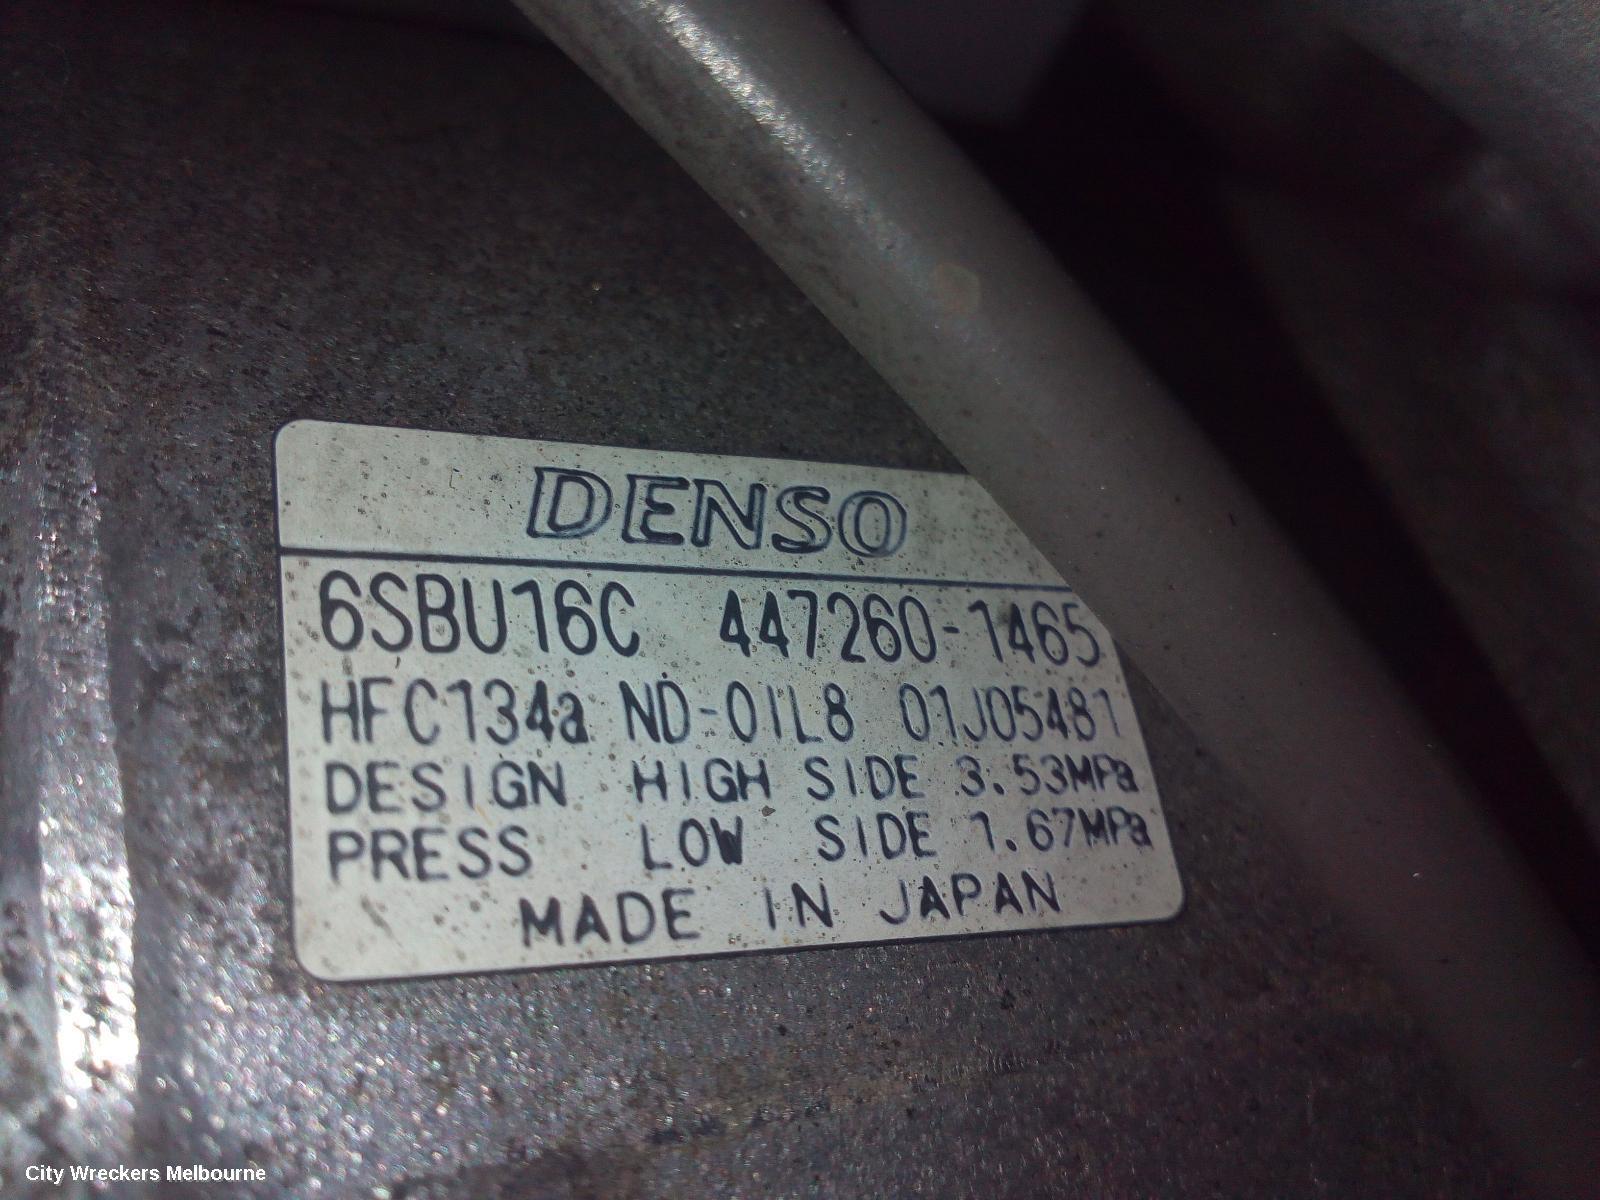 DENSO
6SBU16C 447260-1465
HFC134a ND-OIL8 01J05481
DESIGN HIGH SIDE 3.53MPa
PRESS LOW SIDE 1.67MPa
MADE IN JAPAN
City Wreckers Melbourne